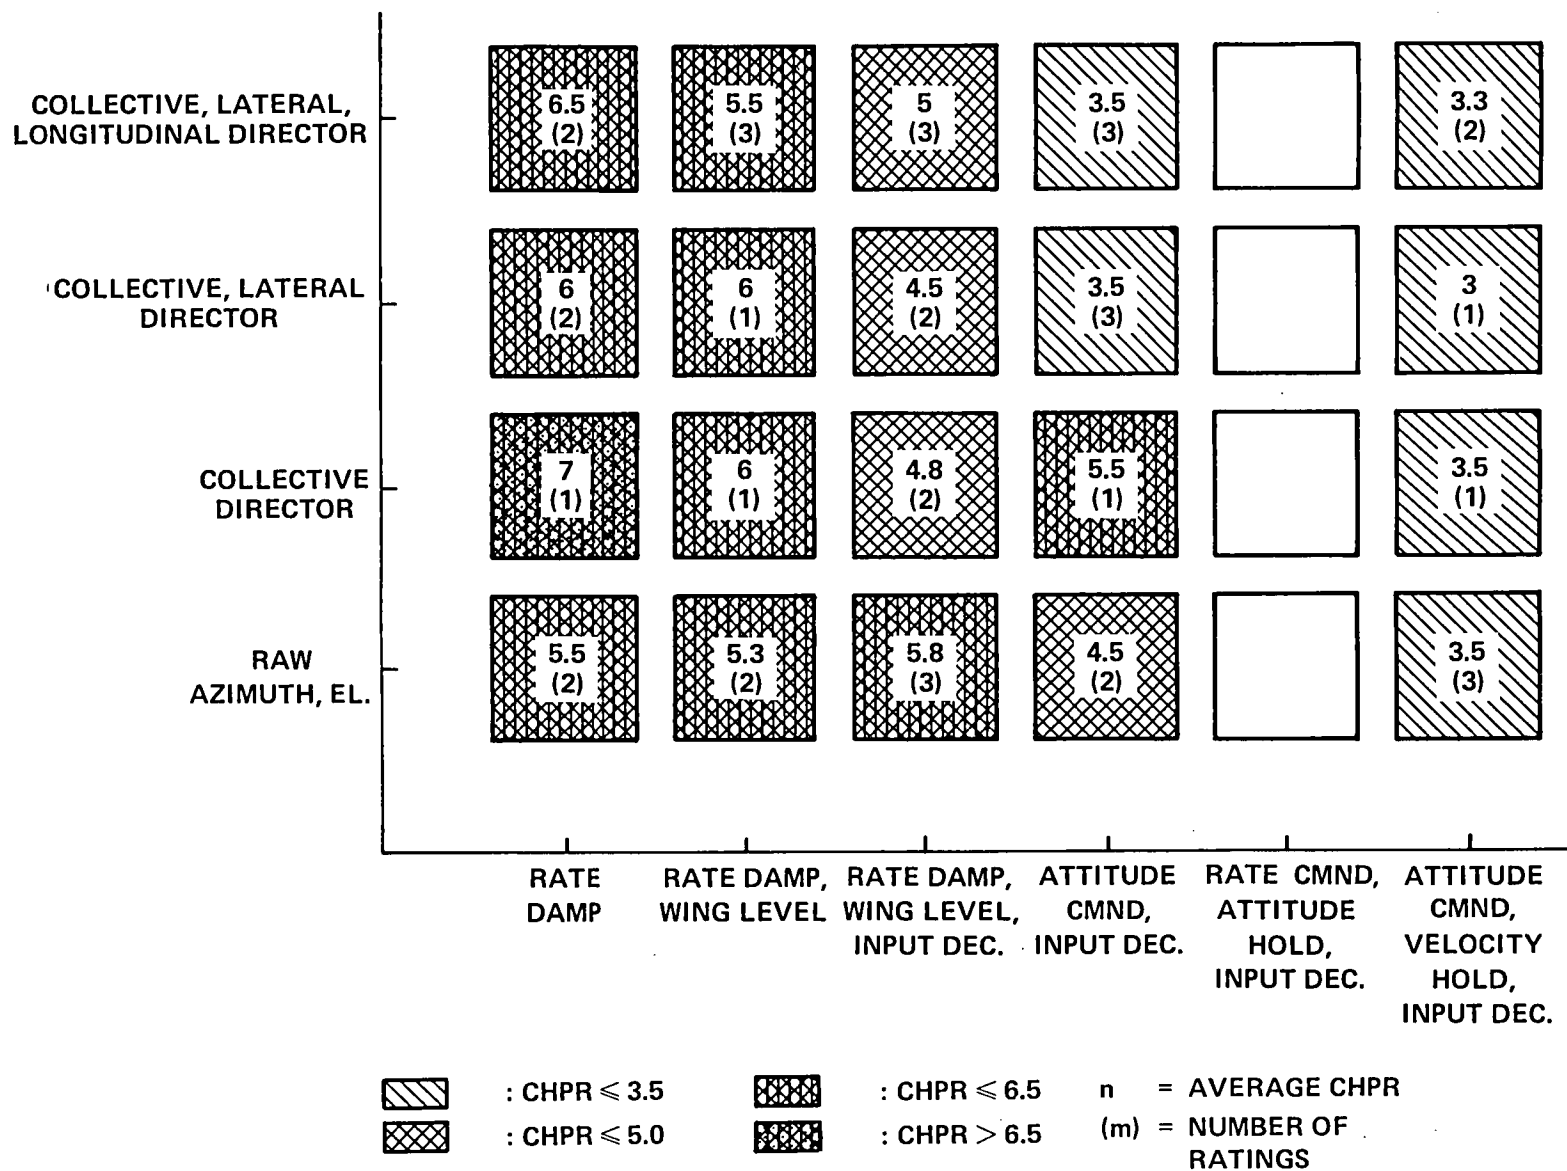 COLLECTIVE, LATERAL,
LONGITUDINAL DIRECTOR
6.5
(2)
5.5
(3)
5
(3)
3.5
(3)
3.3
(2)
COLLECTIVE, LATERAL
DIRECTOR
6
(2)
6
(1)
4.5
(2)
3.5
(3)
3
(1)
COLLECTIVE
DIRECTOR
7
(1)
6
(1)
4.8
(2)
5.5
(1)
3.5
(1)
RAW
AZIMUTH, EL.
5.5
(2)
5.3
(2)
5.8
(3)
4.5
(2)
3.5
(3)
RATE
DAMP
RATE DAMP,
WING LEVEL
RATE DAMP,
WING LEVEL,
INPUT DEC.
ATTITUDE
CMND,
INPUT DEC.
RATE CMND,
ATTITUDE
HOLD,
INPUT DEC.
ATTITUDE
CMND,
VELOCITY
HOLD,
INPUT DEC.
: CHPR ⩽ 3.5
: CHPR ⩽ 5.0
: CHPR ⩽ 6.5
: CHPR > 6.5
n = AVERAGE CHPR
(m) = NUMBER OF
RATINGS